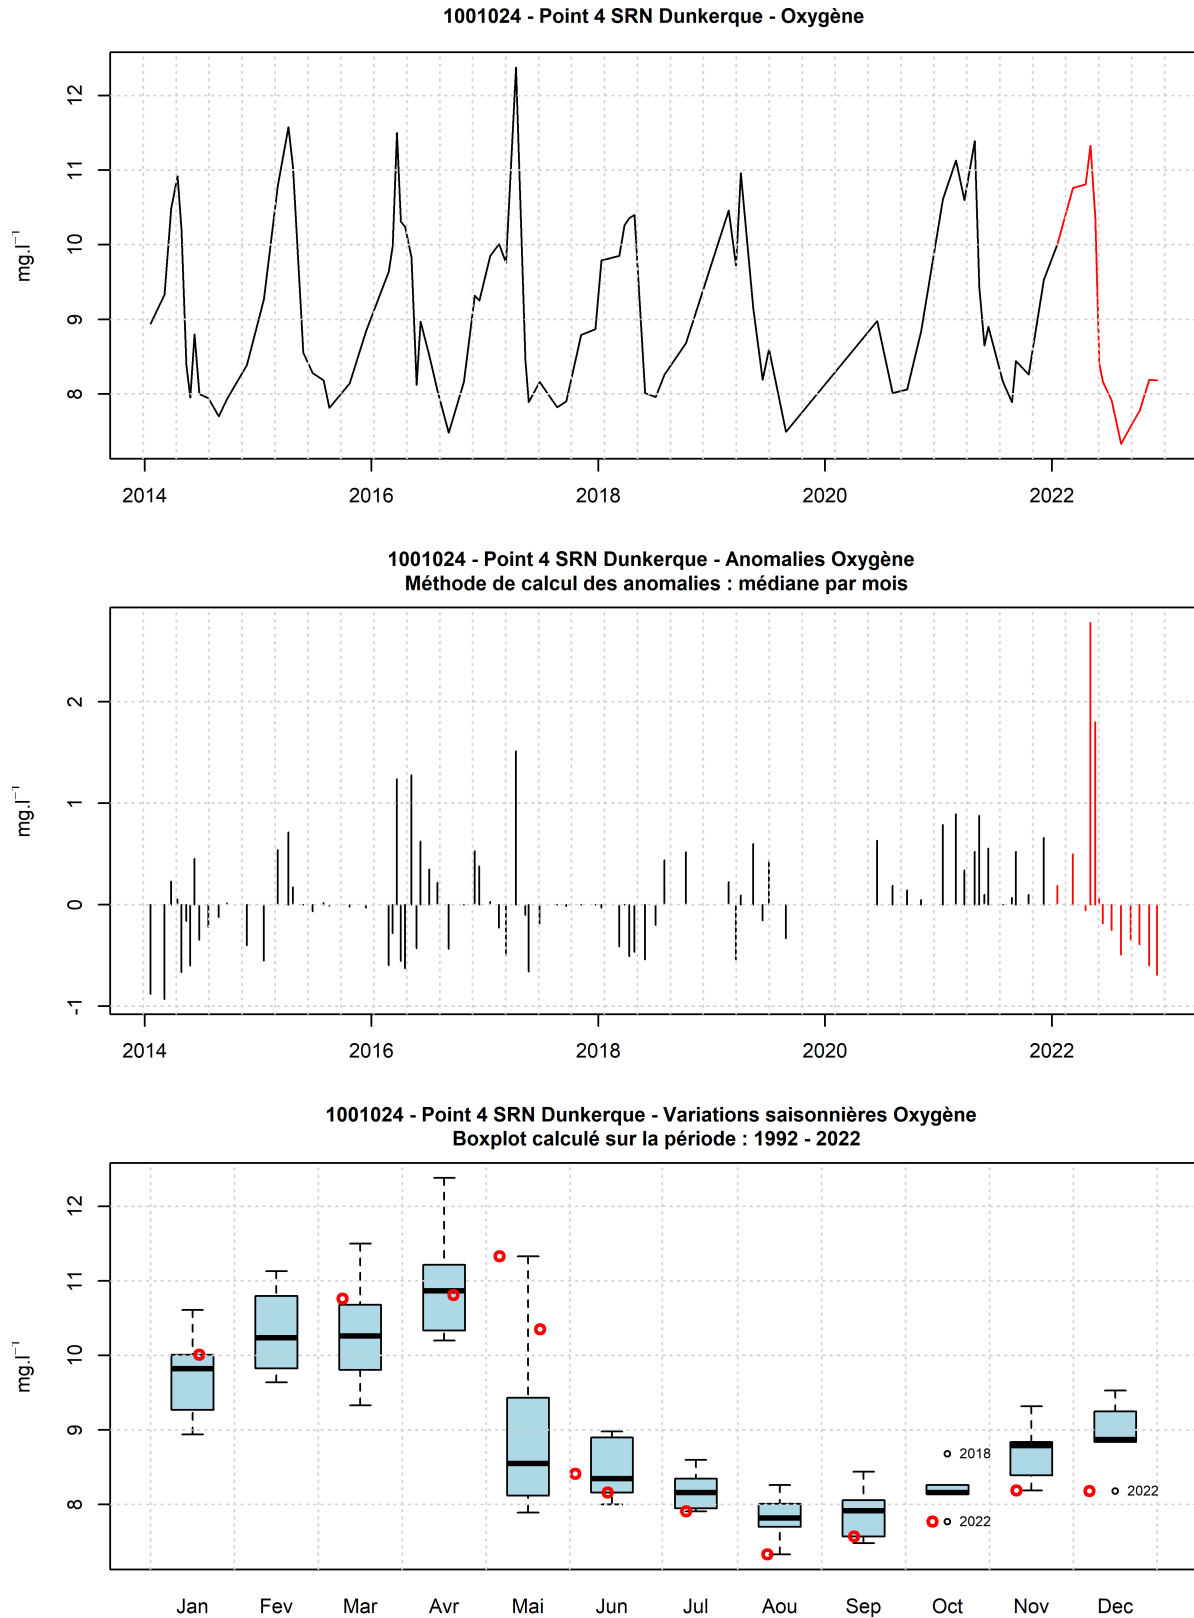 1001024 - Point 4 SRN Dunkerque - Oxygène
12
11
10
9
8
mg.l⁻¹
2014 2016 2018 2020 2022
1001024 - Point 4 SRN Dunkerque - Anomalies Oxygène
Méthode de calcul des anomalies : médiane par mois
2
1
0
-1
mg.l⁻¹
2014 2016 2018 2020 2022
1001024 - Point 4 SRN Dunkerque - Variations saisonnières Oxygène
Boxplot calculé sur la période : 1992 - 2022
12
11
10
9
8
mg.l⁻¹
2018
2022
2022
Jan Fev Mar Avr Mai Jun Jul Aou Sep Oct Nov Dec